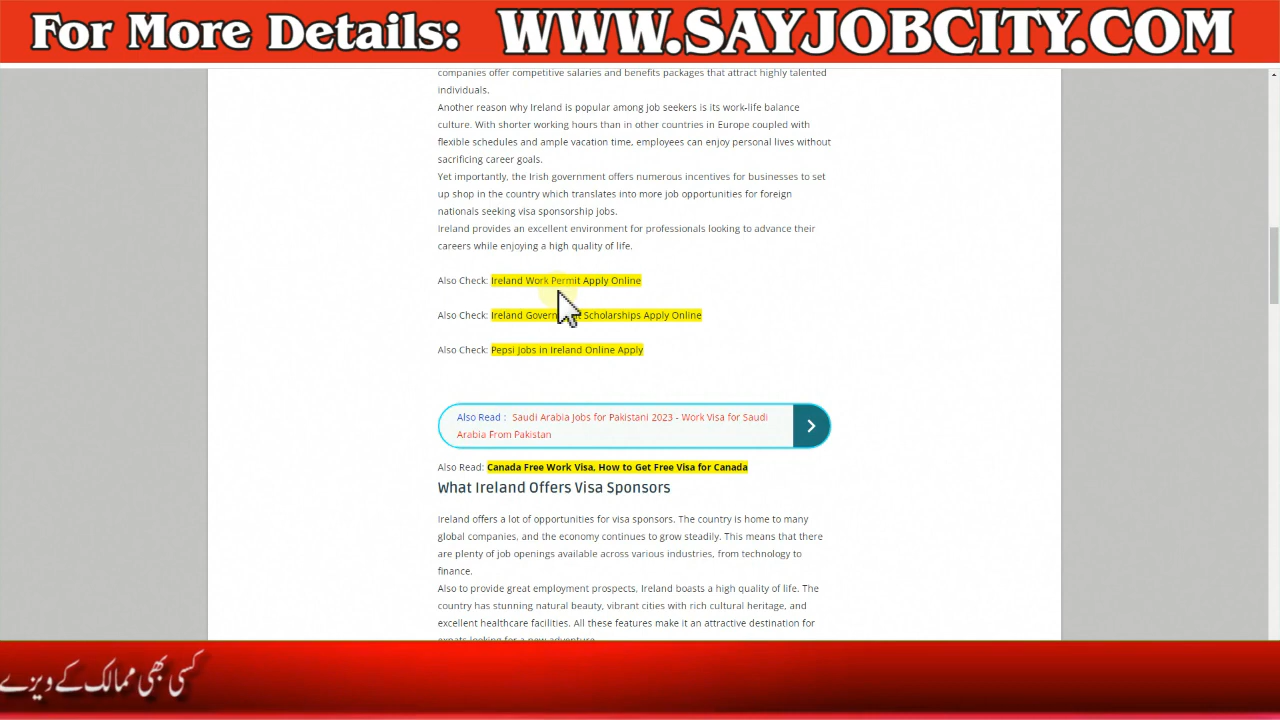 For More Details: WWW.SAYJOBCITY.COM
companies offer competitive salaries and benefits packages that attract highly talented
individuals.
Another reason why Ireland is popular among job seekers is its work-life balance
culture. With shorter working hours than in other countries in Europe coupled with
flexible schedules and ample vacation time, employees can enjoy personal lives without
sacrificing career goals.
Yet importantly, the Irish government offers numerous incentives for businesses to set
up shop in the country which translates into more job opportunities for foreign
nationals seeking visa sponsorship jobs.
Ireland provides an excellent environment for professionals looking to advance their
careers while enjoying a high quality of life.
Also Check: Ireland Work Permit Apply Online
Also Check: Ireland Government Scholarships Apply Online
Also Check: Pepsi Jobs in Ireland Online Apply
Also Read : Saudi Arabia Jobs for Pakistani 2023 - Work Visa for Saudi
Arabia From Pakistan
Also Read: Canada Free Work Visa, How to Get Free Visa for Canada
What Ireland Offers Visa Sponsors
Ireland offers a lot of opportunities for visa sponsors. The country is home to many
global companies, and the economy continues to grow steadily. This means that there
are plenty of job openings available across various industries, from technology to
finance.
Also to provide great employment prospects, Ireland boasts a high quality of life. The
country has stunning natural beauty, vibrant cities with rich cultural heritage, and
excellent healthcare facilities. All these features make it an attractive destination for
expats looking for a new adventure.
کسی بھی ممالک کے ویزے